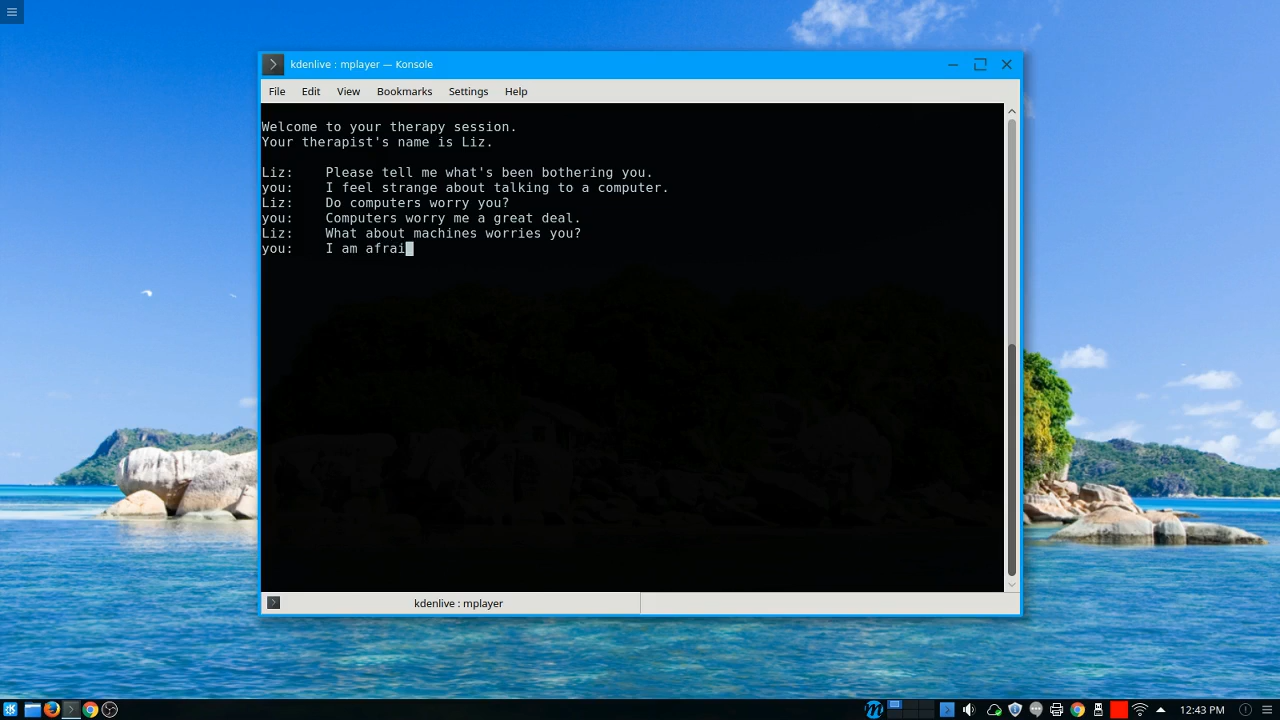 kdenlive : mplayer — Konsole
File Edit View Bookmarks Settings Help
Welcome to your therapy session.
Your therapist's name is Liz.
Liz: Please tell me what's been bothering you.
you: I feel strange about talking to a computer.
Liz: Do computers worry you?
you: Computers worry me a great deal.
Liz: What about machines worries you?
you: I am afrai
kdenlive : mplayer
12:43 PM